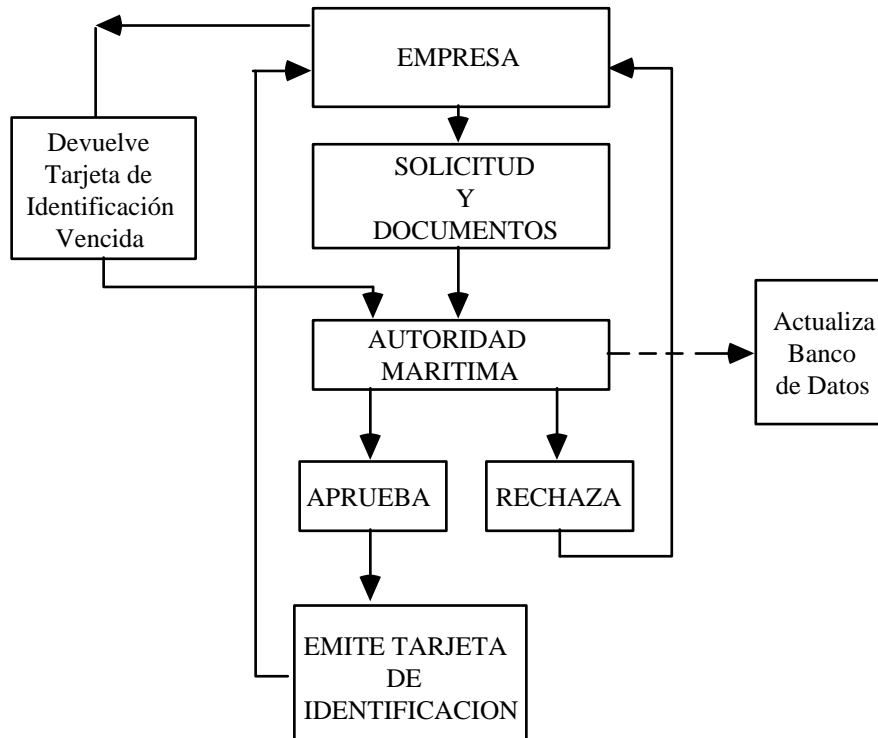 EMPRESA
Devuelve
Tarjeta de
Identificación
Vencida
SOLICITUD
Y
DOCUMENTOS
AUTORIDAD
MARITIMA
Actualiza
Banco
de Datos
APRUEBA
RECHAZA
EMITE TARJETA
DE
IDENTIFICACION